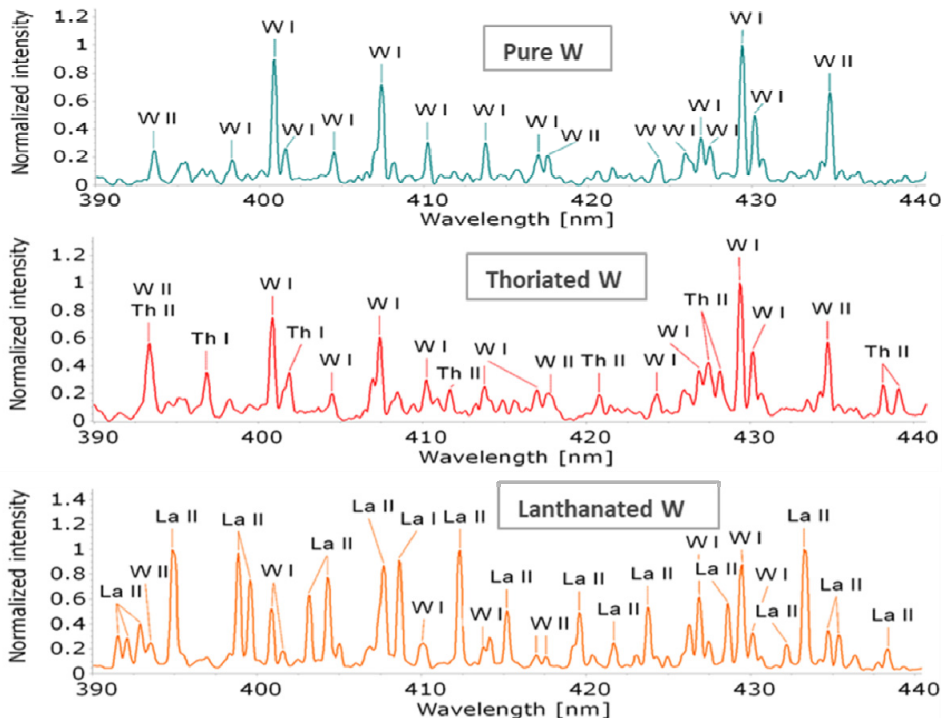 Normalized intensity
1.2
1
0.8
0.6
0.4
0.2
0
Pure W
W II
W I
W I
W I
W I
W I
W I
W I
W I
W II
W I
W I
W I
W I
W I
W I
W II
390
400
410
420
430
440
Wavelength [nm]
Normalized intensity
1.2
1
0.8
0.6
0.4
0.2
0
Thoriated W
W II
Th II
Th I
W I
Th I
W I
W I
W I
Th II
W I
W II
Th II
W I
W I
Th II
W I
W I
W II
Th II
390
400
410
420
430
440
Wavelength [nm]
Normalized intensity
1.4
1.2
1
0.8
0.6
0.4
0.2
0
Lanthanated W
La II
W II
La II
La II
W I
La II
La II
La I
W I
La II
W I
La II
W II
La II
La II
La II
W I
La II
W I
W I
La II
La II
La II
La II
390
400
410
420
430
440
Wavelength [nm]